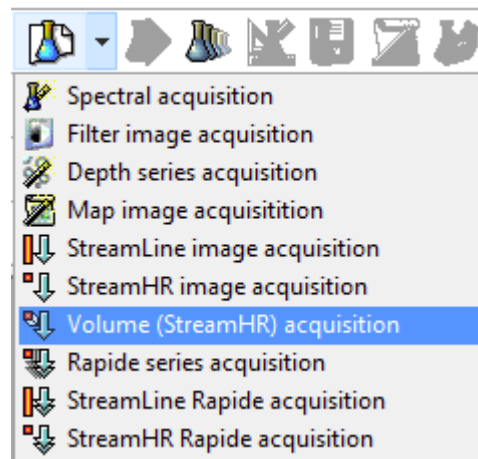 Spectral acquisition
Filter image acquisition
Depth series acquisition
Map image acquisitition
StreamLine image acquisition
StreamHR image acquisition
Volume (StreamHR) acquisition
Rapide series acquisition
StreamLine Rapide acquisition
StreamHR Rapide acquisition